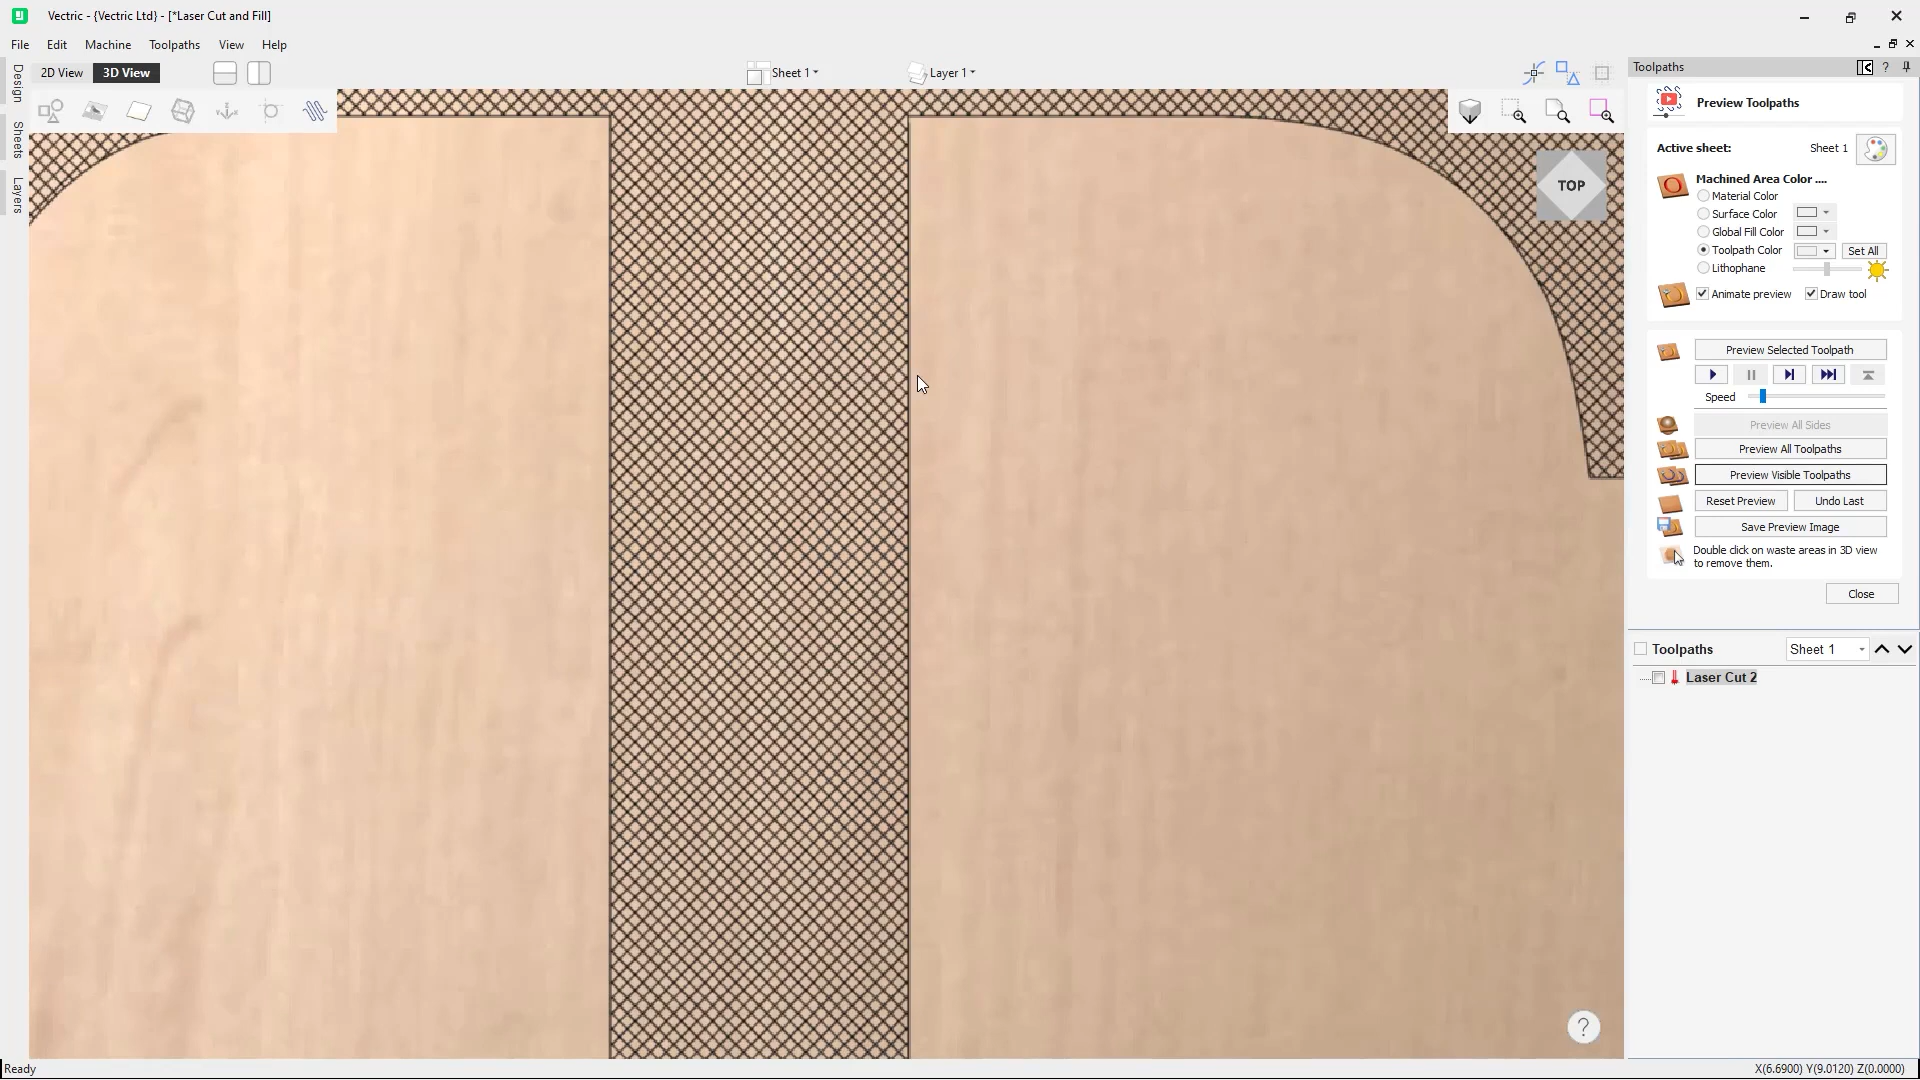 Vectric - {Vectric Ltd} - [*Laser Cut and Fill]
File Edit Machine Toolpaths View Help
2D View 3D View Sheet 1 Layer 1
Design
Sheets
Layers
TOP
?
Toolpaths
Preview Toolpaths
Active sheet: Sheet 1
Machined Area Color ....
Material Color
Surface Color
Global Fill Color
Toolpath Color Set All
Lithophane
Animate preview Draw tool
Preview Selected Toolpath
Speed
Preview All Sides
Preview All Toolpaths
Preview Visible Toolpaths
Reset Preview Undo Last
Save Preview Image
Double click on waste areas in 3D view
to remove them.
Close
Toolpaths Sheet 1
Laser Cut 2
Ready X(6.6900) Y(9.0120) Z(0.0000)